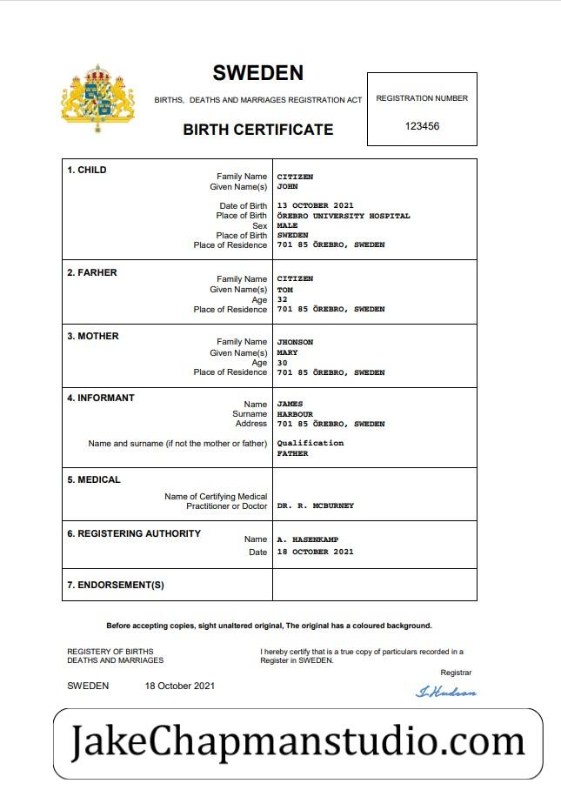 SWEDEN
BIRTHS, DEATHS AND MARRIAGES REGISTRATION ACT
BIRTH CERTIFICATE
REGISTRATION NUMBER
123456
1. CHILD
Family Name CITIZEN
Given Name(s) JOHN
Date of Birth 13 OCTOBER 2021
Place of Birth ÖREBRO UNIVERSITY HOSPITAL
Sex MALE
Place of Birth SWEDEN
Place of Residence 701 85 ÖREBRO, SWEDEN
2. FARHER
Family Name CITIZEN
Given Name(s) TOM
Age 32
Place of Residence 701 85 ÖREBRO, SWEDEN
3. MOTHER
Family Name JHONSON
Given Name(s) MARY
Age 30
Place of Residence 701 85 ÖREBRO, SWEDEN
4. INFORMANT
Name JAMES
Surname HARBOUR
Address 701 85 ÖREBRO, SWEDEN
Name and surname (if not the mother or father) Qualification
FATHER
5. MEDICAL
Name of Certifying Medical
Practitioner or Doctor DR. R. MCBURNEY
6. REGISTERING AUTHORITY
Name A. HASENKAMP
Date 18 OCTOBER 2021
7. ENDORSEMENT(S)
Before accepting copies, sight unaltered original, The original has a coloured background.
REGISTERY OF BIRTHS
DEATHS AND MARRIAGES
I hereby certify that is a true copy of particulars recorded in a
Register in SWEDEN.
Registrar
SWEDEN 18 October 2021
J.Hudson
JakeChapmanstudio.com